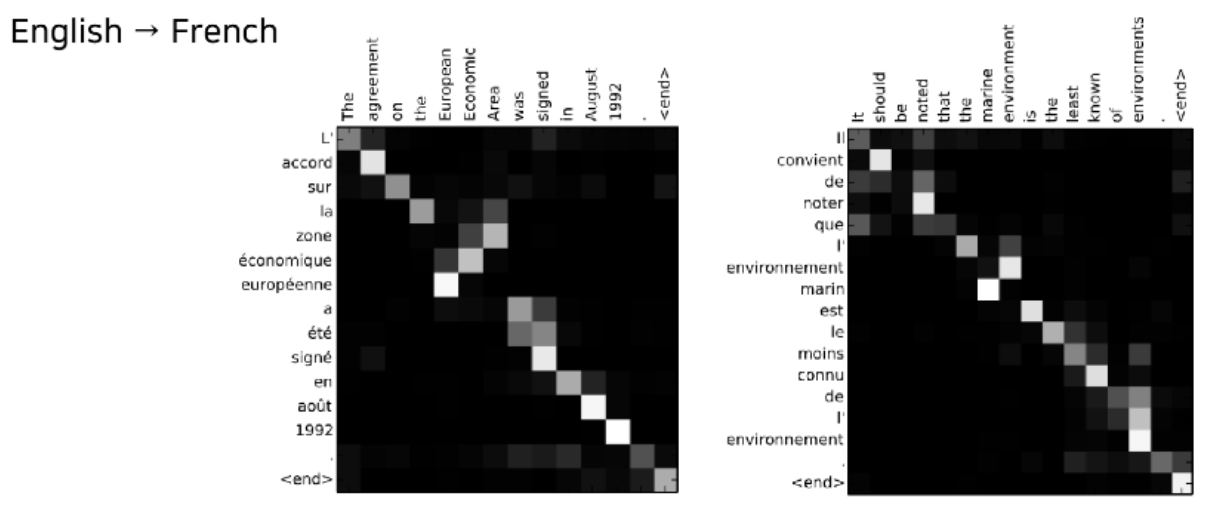 English → French
The
agreement
on
the
European
Economic
Area
was
signed
in
August
1992
.
<end>
L'
accord
sur
la
zone
économique
européenne
a
été
signé
en
août
1992
.
<end>
It
should
be
noted
that
the
marine
environment
is
the
least
known
of
environments
.
<end>
Il
convient
de
noter
que
l'
environnement
marin
est
le
moins
connu
de
l'
environnement
.
<end>